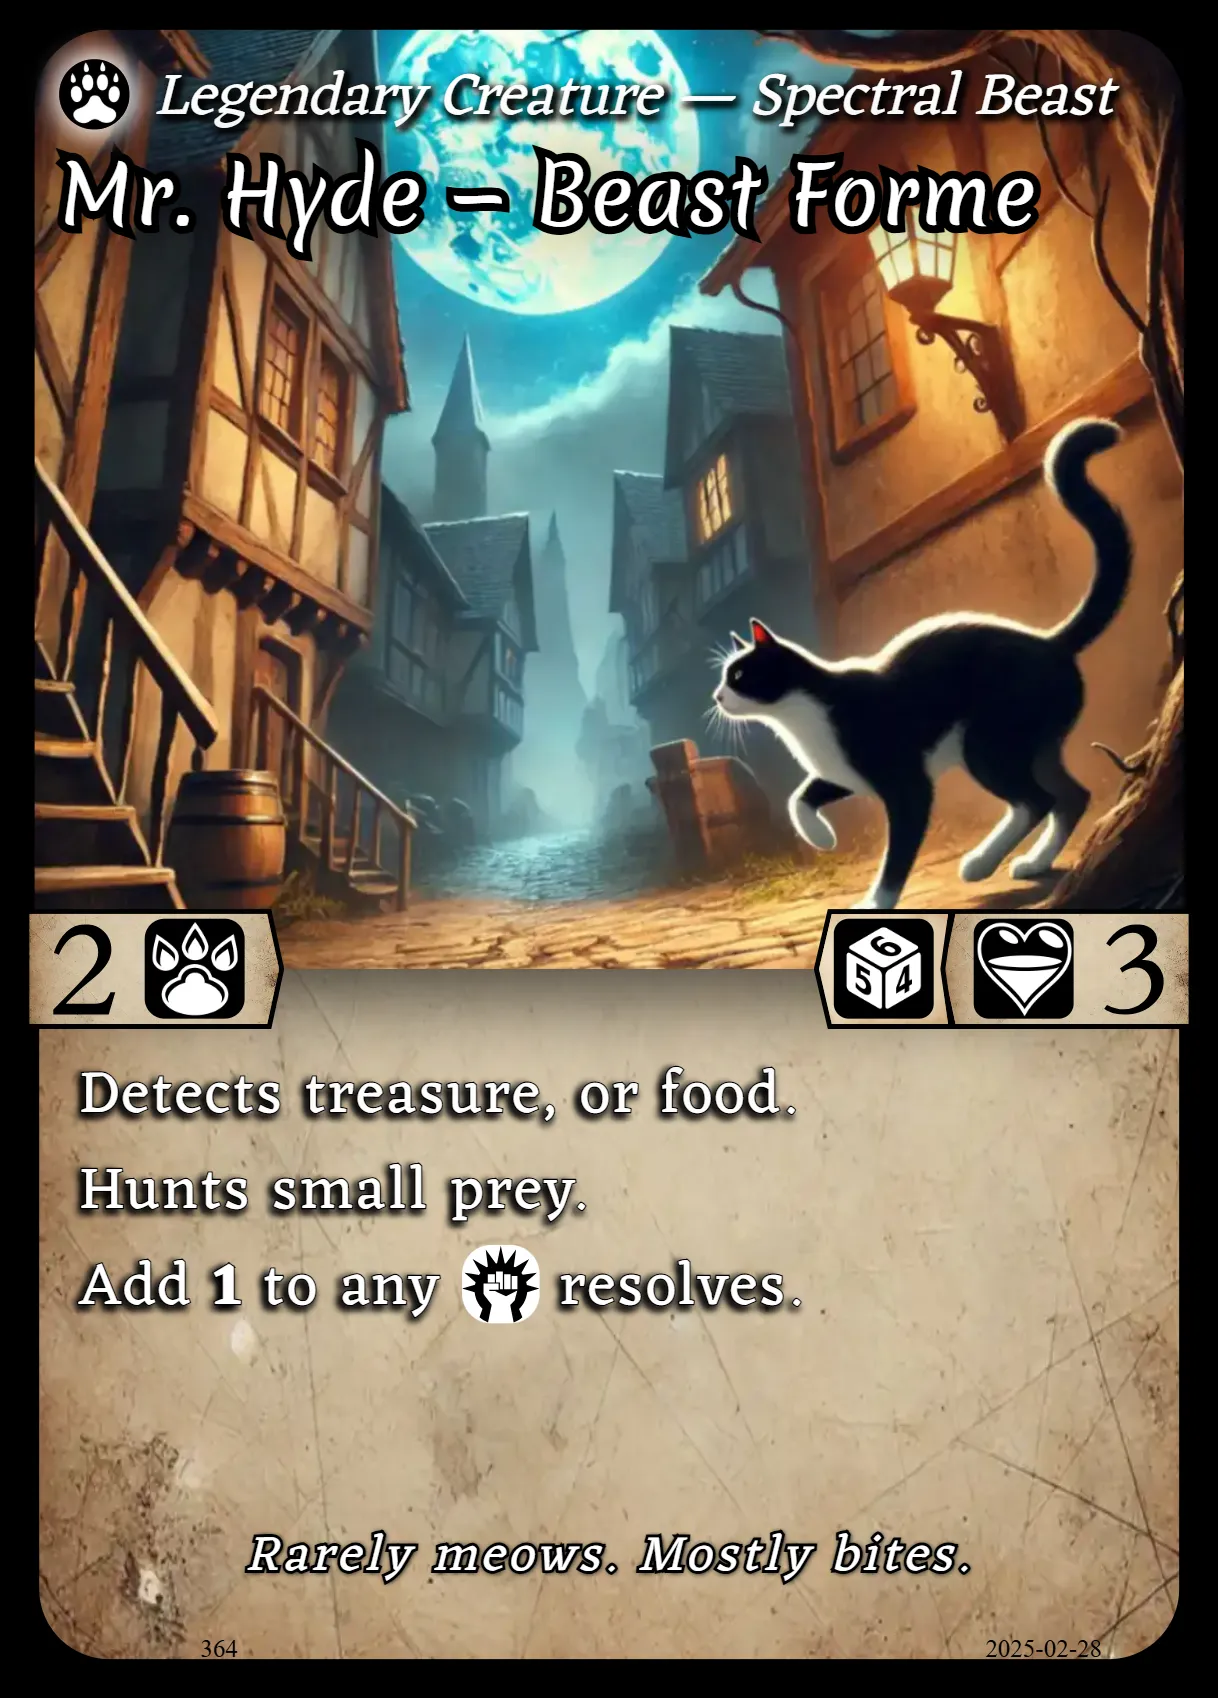 Legendary Creature — Spectral Beast
Mr. Hyde – Beast Forme
2
6 5 4
3
Detects treasure, or food.
Hunts small prey.
Add 1 to any resolves.
Rarely meows. Mostly bites.
364
2025-02-28